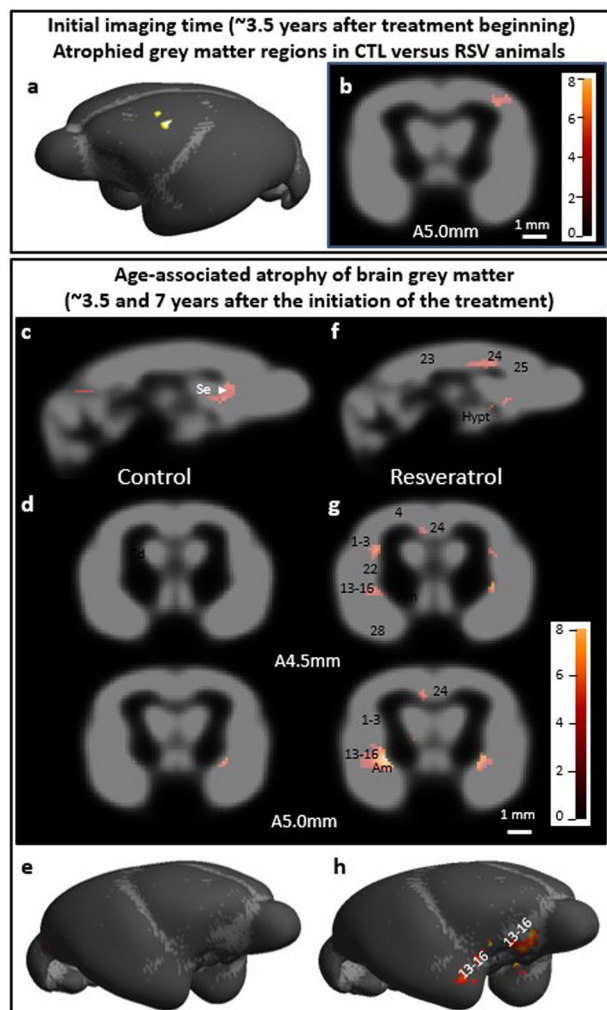 Initial imaging time (~3.5 years after treatment beginning)
Atrophied grey matter regions in CTL versus RSV animals
a
b
8
6
4
2
0
A5.0mm
1 mm
Age-associated atrophy of brain grey matter
(~3.5 and 7 years after the initiation of the treatment)
c
Se
f
23
24
25
Hypt
Control
Resveratrol
d
Cd
g
4
24
1-3
22
13-16
28
A4.5mm
24
1-3
13-16
Am
A5.0mm
8
6
4
2
0
1 mm
e
h
13-16
13-16